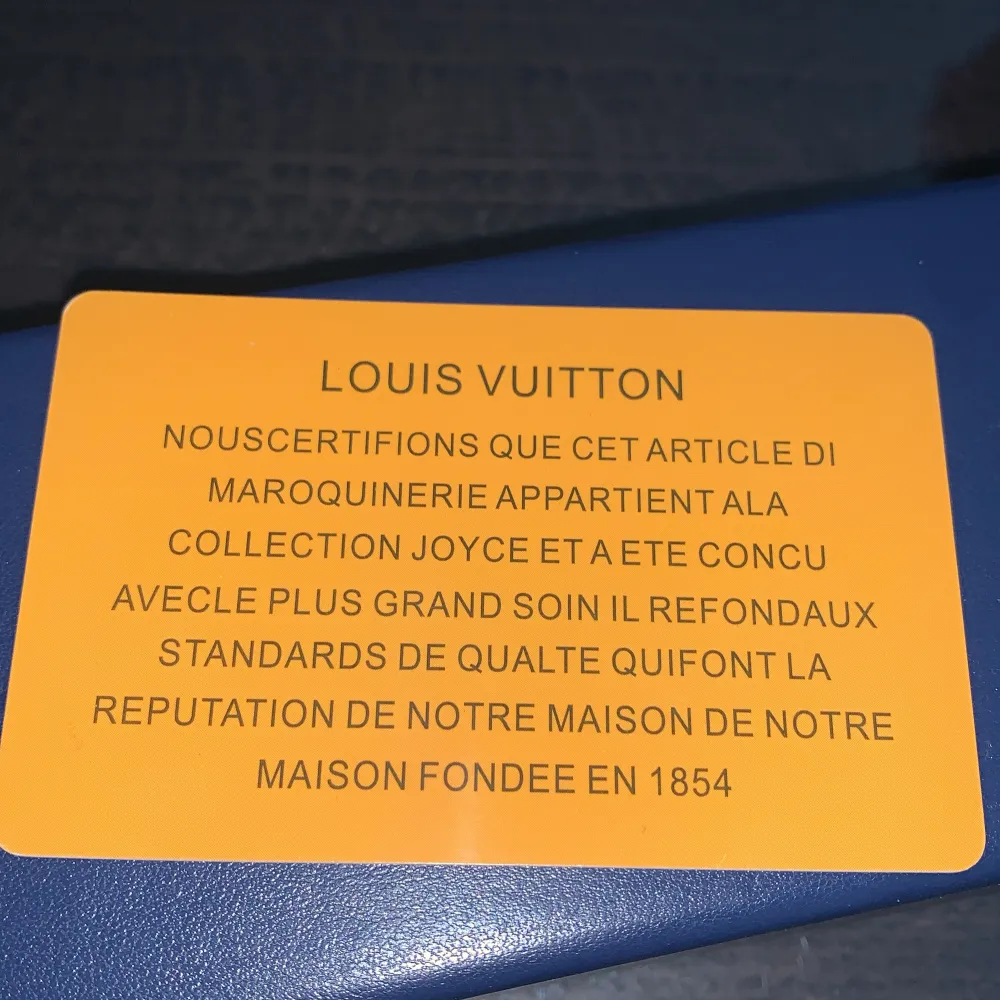 LOUIS VUITTON
NOUSCERTIFIONS QUE CET ARTICLE DI
MAROQUINERIE APPARTIENT ALA
COLLECTION JOYCE ET A ETE CONCU
AVECLE PLUS GRAND SOIN IL REFONDAUX
STANDARDS DE QUALTE QUIFONT LA
REPUTATION DE NOTRE MAISON DE NOTRE
MAISON FONDEE EN 1854